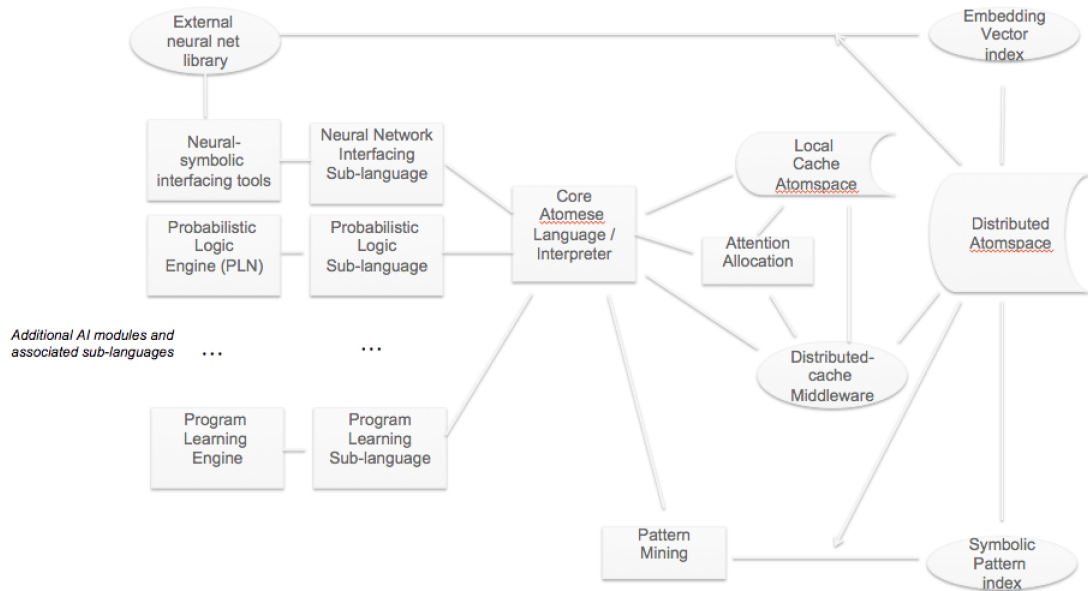 External
neural net
library
Embedding
Vector
index
Neural-
symbolic
interfacing tools
Neural Network
Interfacing
Sub-language
Local
Cache
Atomspace
Core
Atomese
Language /
Interpreter
Probabilistic
Logic
Engine (PLN)
Probabilistic
Logic
Sub-language
Attention
Allocation
Distributed
Atomspace
Additional AI modules and
associated sub-languages
...
...
Distributed-
cache
Middleware
Program
Learning
Engine
Program
Learning
Sub-language
Pattern
Mining
Symbolic
Pattern
index